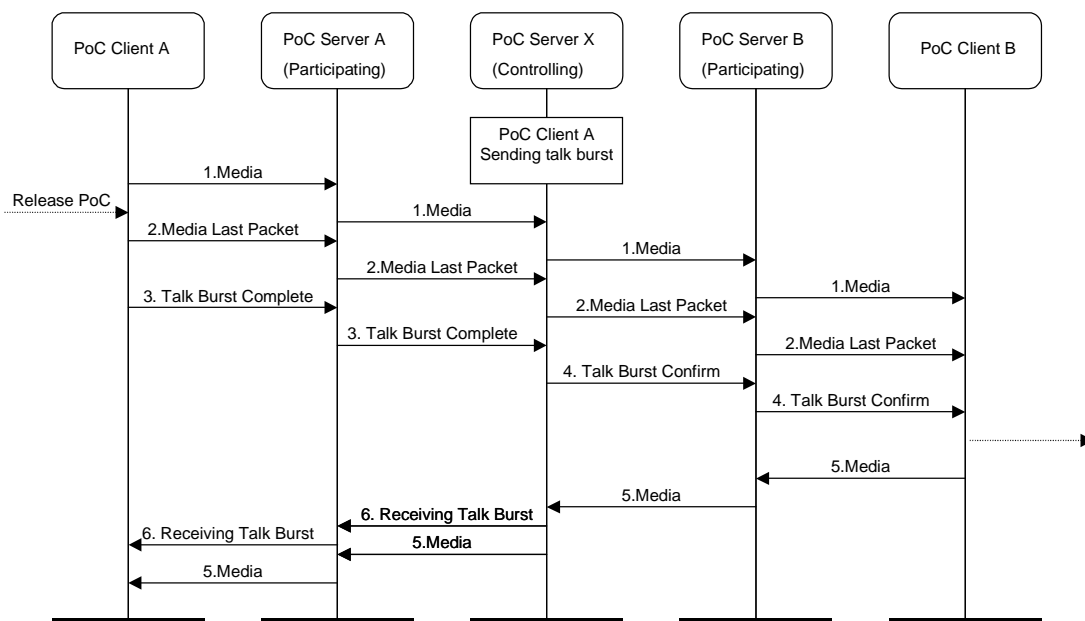 PoC Client A
PoC Server A
(Participating)
PoC Server X
(Controlling)
PoC Server B
(Participating)
PoC Client B
PoC Client A
Sending talk burst
1.Media
Release PoC
1.Media
2.Media Last Packet
1.Media
2.Media Last Packet
1.Media
3. Talk Burst Complete
2.Media Last Packet
3. Talk Burst Complete
2.Media Last Packet
4. Talk Burst Confirm
4. Talk Burst Confirm
5.Media
5.Media
6. Receiving Talk Burst
6. Receiving Talk Burst
5.Media
5.Media